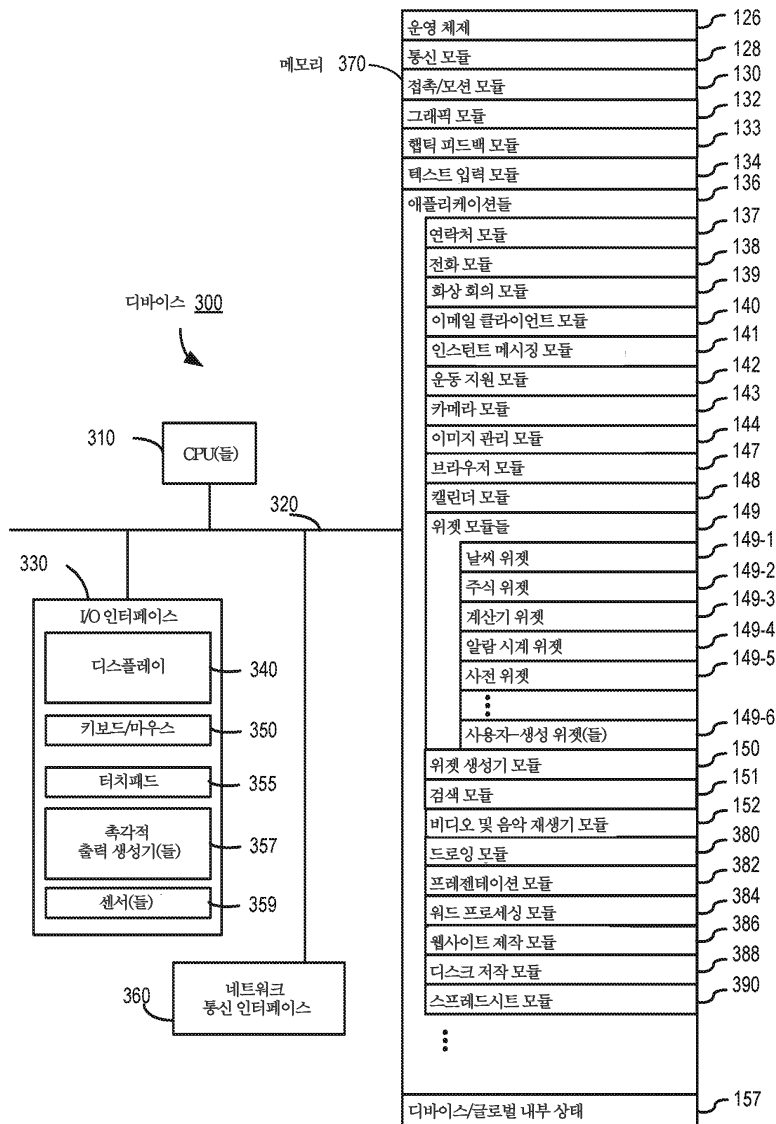 메모리 370
운영 체제 126
통신 모듈 128
접촉/모션 모듈 130
그래픽 모듈 132
햅틱 피드백 모듈 133
텍스트 입력 모듈 134
애플리케이션들 136
연락처 모듈 137
전화 모듈 138
화상 회의 모듈 139
이메일 클라이언트 모듈 140
인스턴트 메시징 모듈 141
운동 지원 모듈 142
카메라 모듈 143
이미지 관리 모듈 144
브라우저 모듈 147
캘린더 모듈 148
위젯 모듈들 149
날씨 위젯 149-1
주식 위젯 149-2
계산기 위젯 149-3
알람 시계 위젯 149-4
사전 위젯 149-5
사용자-생성 위젯(들) 149-6
위젯 생성기 모듈 150
검색 모듈 151
비디오 및 음악 재생기 모듈 152
드로잉 모듈 380
프레젠테이션 모듈 382
워드 프로세싱 모듈 384
웹사이트 제작 모듈 386
디스크 저작 모듈 388
스프레드시트 모듈 390
디바이스/글로벌 내부 상태 157
디바이스 300
310
CPU(들)
320
330
I/O 인터페이스
디스플레이 340
키보드/마우스 350
터치패드 355
촉각적
출력 생성기(들) 357
센서(들) 359
360
네트워크
통신 인터페이스